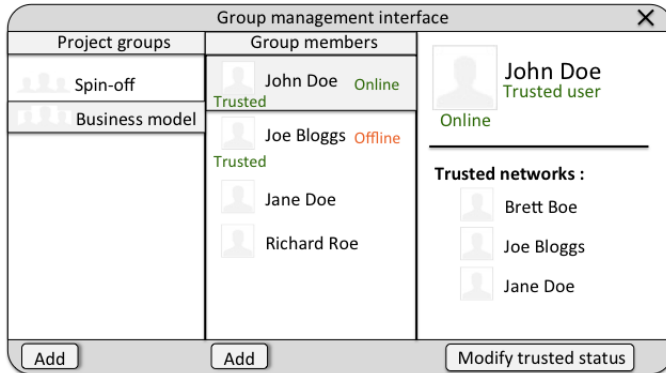 Group management interface
Project groups
Spin-off
Business model
Add
Group members
John Doe Online
Trusted
Joe Bloggs Offline
Trusted
Jane Doe
Richard Roe
Add
John Doe
Trusted user
Online
Trusted networks :
Brett Boe
Joe Bloggs
Jane Doe
Modify trusted status